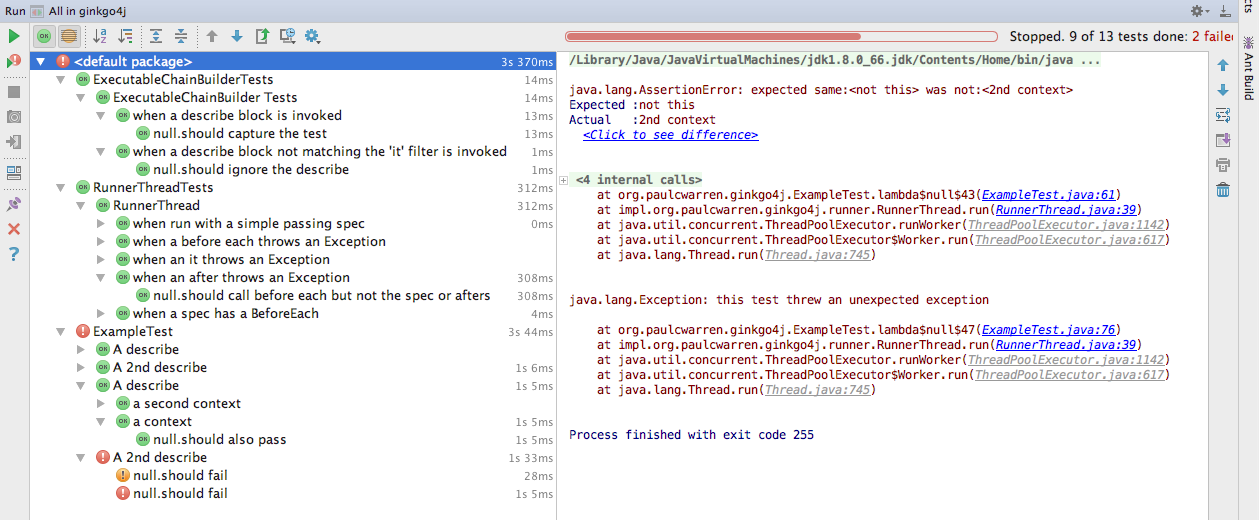 Run All in ginkgo4j
Stopped. 9 of 13 tests done: 2 failed
<default package> 3s 370ms
ExecutableChainBuilderTests 14ms
ExecutableChainBuilder Tests 14ms
when a describe block is invoked 13ms
null.should capture the test 13ms
when a describe block not matching the 'it' filter is invoked 1ms
null.should ignore the describe 1ms
RunnerThreadTests 312ms
RunnerThread 312ms
when run with a simple passing spec 0ms
when a before each throws an Exception
when an it throws an Exception
when an after throws an Exception 308ms
null.should call before each but not the spec or afters 308ms
when a spec has a BeforeEach 4ms
ExampleTest 3s 44ms
A describe
A 2nd describe 1s 6ms
A describe 1s 5ms
a second context
a context 1s 5ms
null.should also pass 1s 5ms
A 2nd describe 1s 33ms
null.should fail 28ms
null.should fail 1s 5ms
/Library/Java/JavaVirtualMachines/jdk1.8.0_66.jdk/Contents/Home/bin/java ...
java.lang.AssertionError: expected same:<not this> was not:<2nd context>
Expected :not this
Actual :2nd context
<Click to see difference>
<4 internal calls>
at org.paulcwarren.ginkgo4j.ExampleTest.lambda$null$43(ExampleTest.java:61)
at impl.org.paulcwarren.ginkgo4j.runner.RunnerThread.run(RunnerThread.java:39)
at java.util.concurrent.ThreadPoolExecutor.runWorker(ThreadPoolExecutor.java:1142)
at java.util.concurrent.ThreadPoolExecutor$Worker.run(ThreadPoolExecutor.java:617)
at java.lang.Thread.run(Thread.java:745)
java.lang.Exception: this test threw an unexpected exception
at org.paulcwarren.ginkgo4j.ExampleTest.lambda$null$47(ExampleTest.java:76)
at impl.org.paulcwarren.ginkgo4j.runner.RunnerThread.run(RunnerThread.java:39)
at java.util.concurrent.ThreadPoolExecutor.runWorker(ThreadPoolExecutor.java:1142)
at java.util.concurrent.ThreadPoolExecutor$Worker.run(ThreadPoolExecutor.java:617)
at java.lang.Thread.run(Thread.java:745)
Process finished with exit code 255
Ant Build